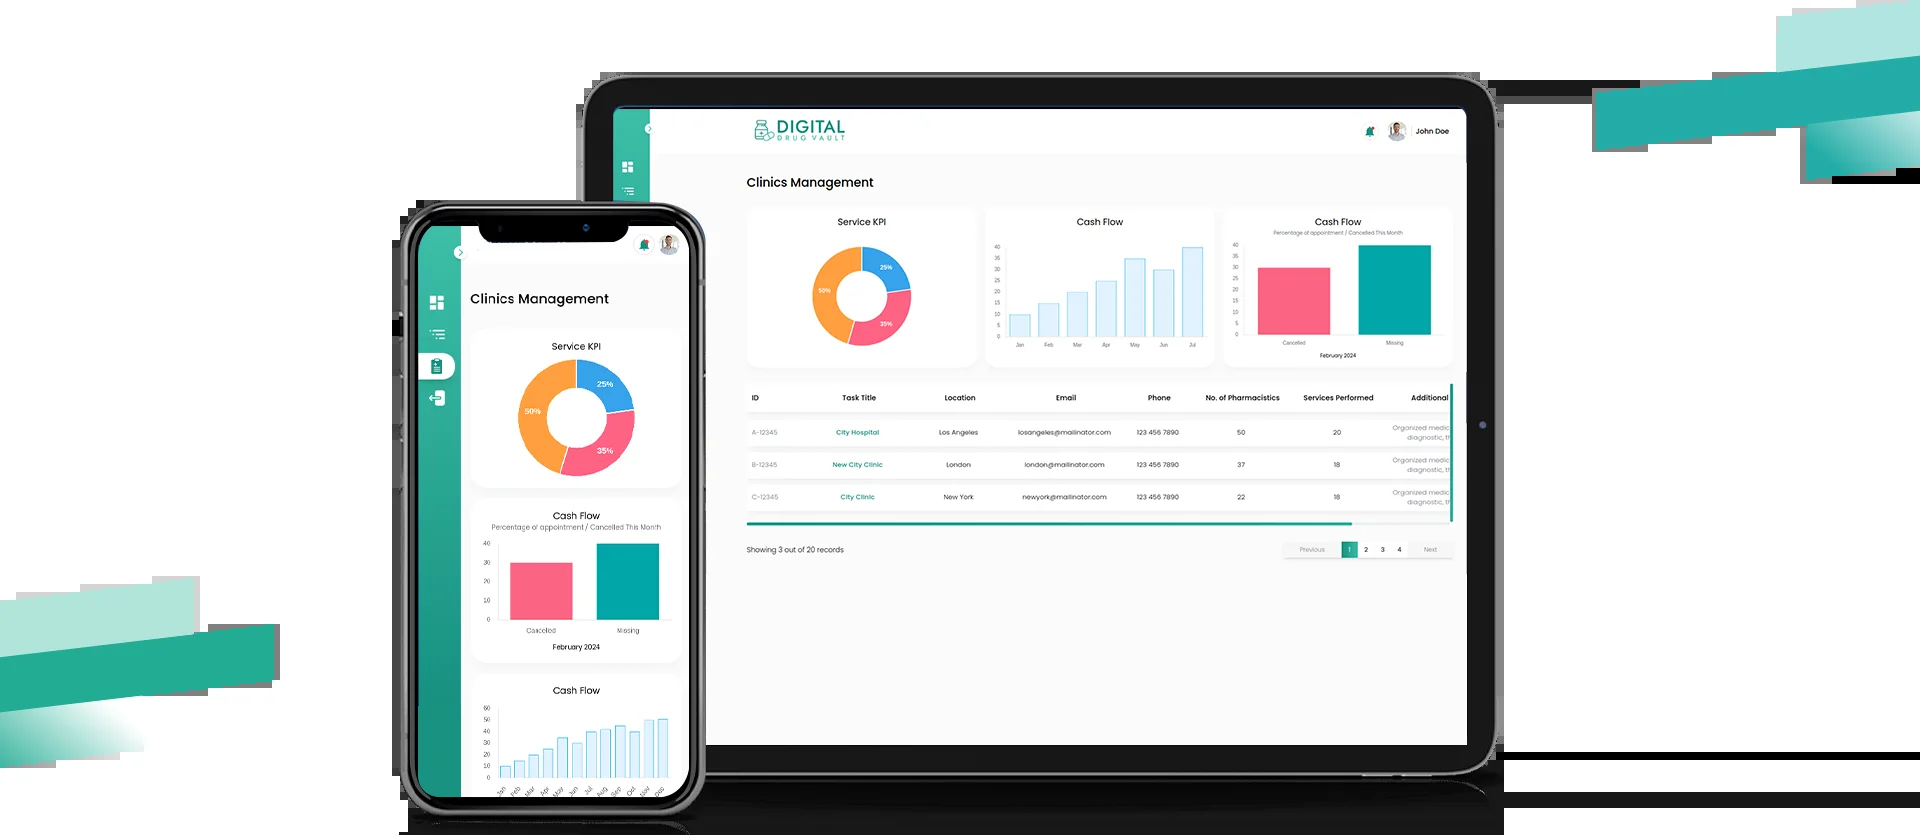 DIGITAL
DRUG VAULT
John Doe
Clinics Management
Service KPI
25%
35%
50%
Cash Flow
40
35
30
25
20
15
10
5
0
Jan Feb Mar Apr May Jun Jul
Cash Flow
Percentage of appointment / Cancelled This Month
40
35
30
25
20
15
10
5
0
Cancelled Missing
February 2024
ID Task Title Location Email Phone No. of Pharmacistics Services Performed Additional
A-12345 City Hospital Los Angeles losangeles@mailinator.com 123 456 7890 50 20 Organized medic
diagnostic, t
B-12345 New City Clinic London london@mailinator.com 123 456 7890 37 18 Organized medic
diagnostic, t
C-12345 City Clinic New York newyork@mailinator.com 123 456 7890 22 18 Organized medic
diagnostic, t
Showing 3 out of 20 records
Previous 1 2 3 4 Next
Clinics Management
Service KPI
25%
50%
35%
Cash Flow
Percentage of appointment / Cancelled This Month
40
30
20
10
0
Cancelled Missing
February 2024
Cash Flow
60
50
40
30
20
10
0
Jan Feb Mar Apr May Jun Jul Aug Sep Oct Nov Dec